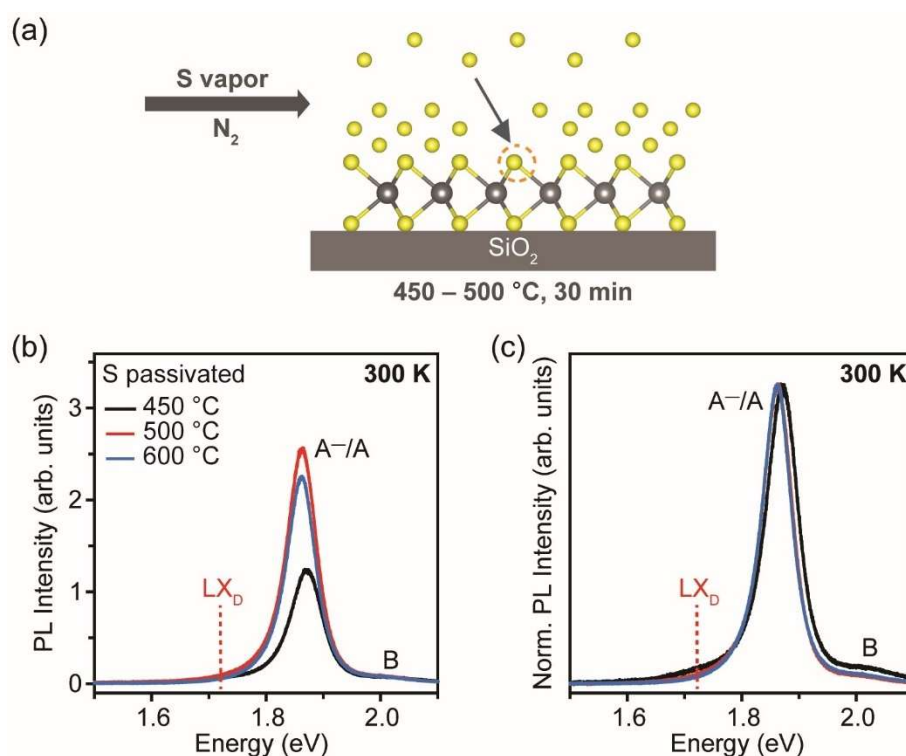 (a)
S vapor
N₂
SiO₂
450 – 500 °C, 30 min
(b)
S passivated
300 K
450 °C
500 °C
600 °C
A⁻/A
LX_D
B
3
2
1
0
PL Intensity (arb. units)
1.6
1.8
2.0
Energy (eV)
(c)
300 K
A⁻/A
LX_D
B
Norm. PL Intensity (arb. units)
1.6
1.8
2.0
Energy (eV)